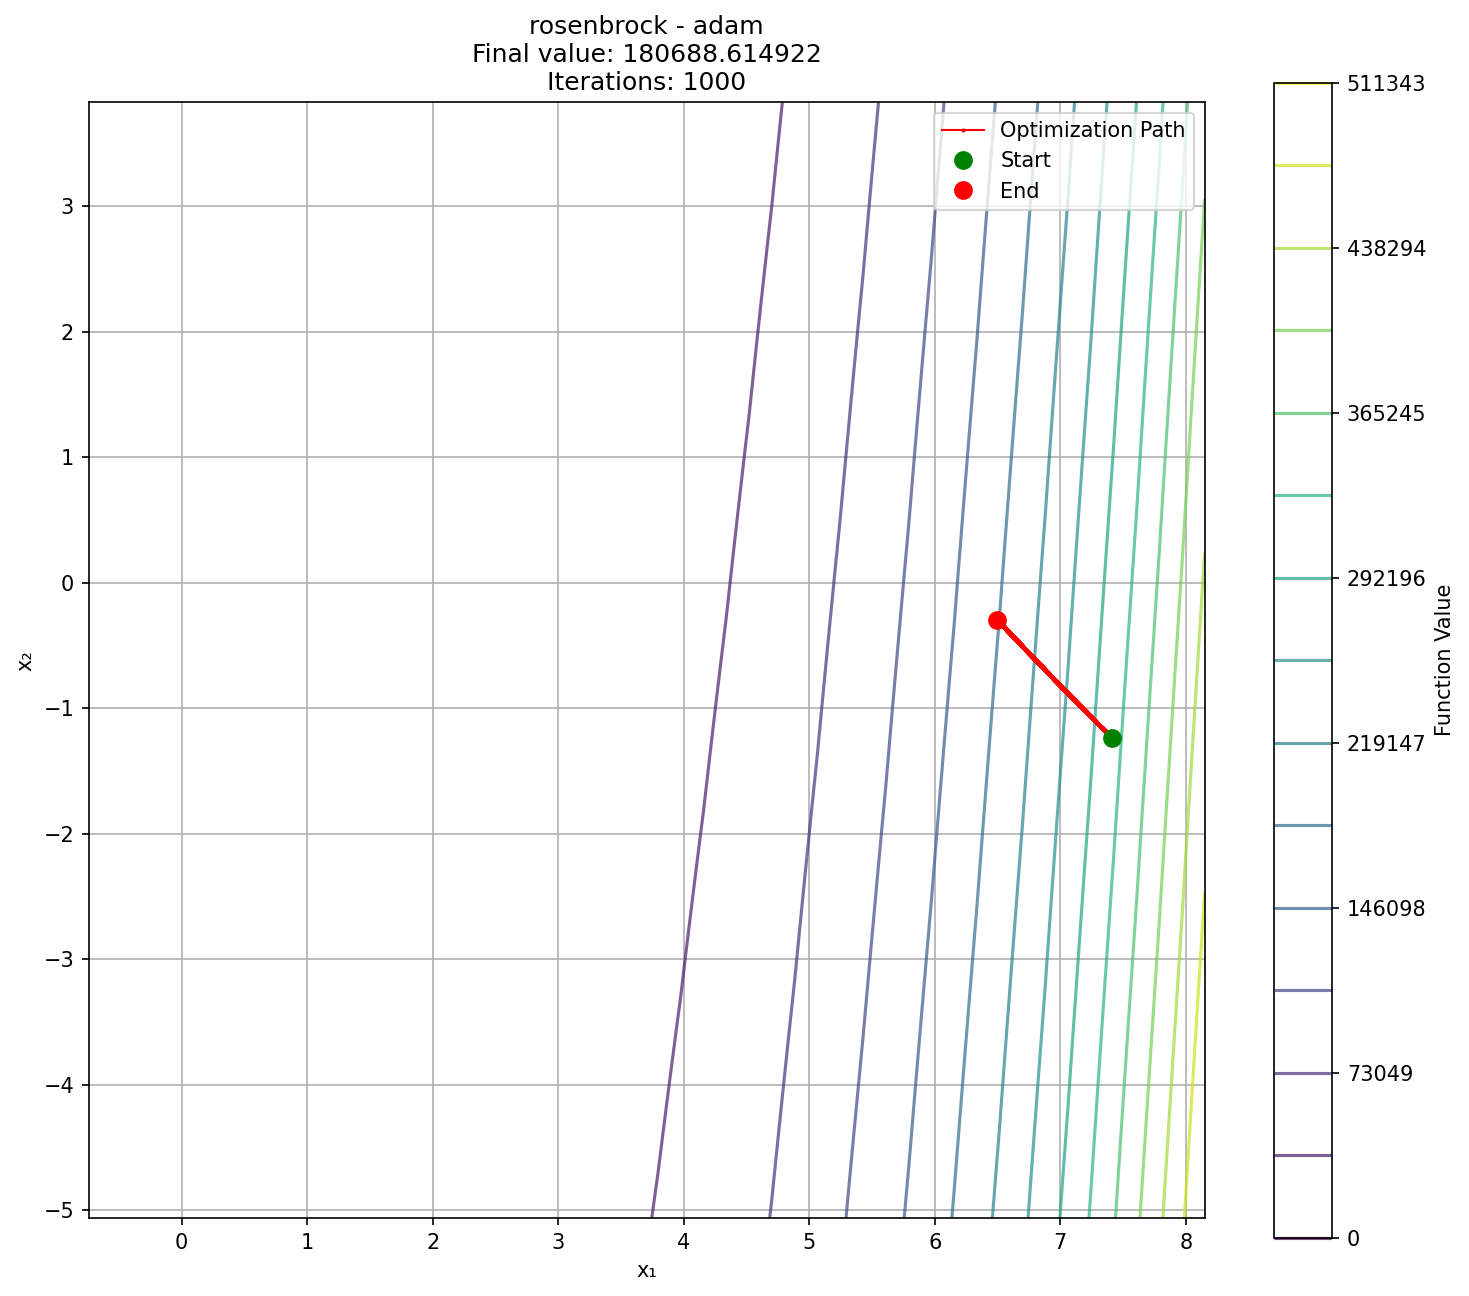 rosenbrock - adam
Final value: 180688.614922
Iterations: 1000
Optimization Path
Start
End
3
2
1
0
−1
−2
−3
−4
−5
x₂
0
1
2
3
4
5
6
7
8
x₁
511343
438294
365245
292196
219147
146098
73049
0
Function Value